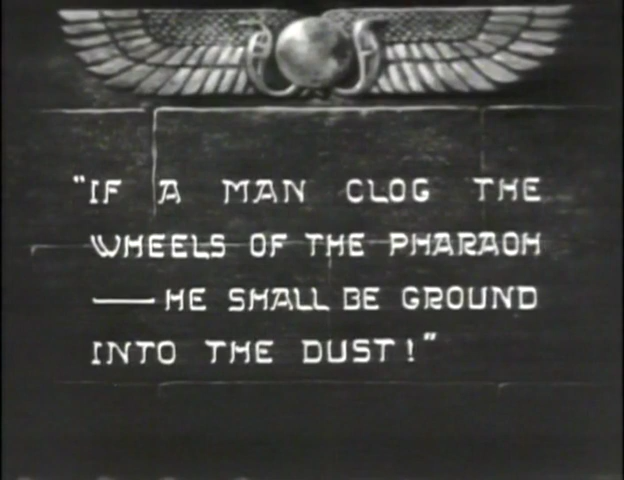 "IF A MAN CLOG THE
WHEELS OF THE PHARAOH
—HE SHALL BE GROUND
INTO THE DUST!"